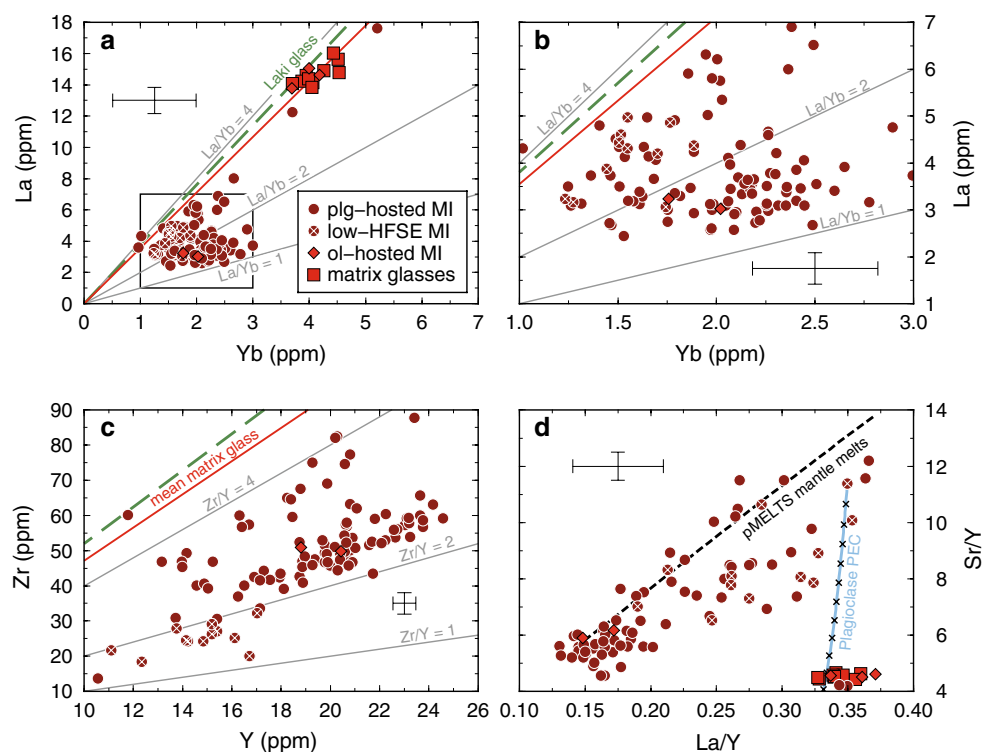 a
18
16
14
12
10
8
6
4
2
0
La (ppm)
0 1 2 3 4 5 6 7
Yb (ppm)
Laki glass
La/Yb = 4
La/Yb = 2
La/Yb = 1
plg-hosted MI
low-HFSE MI
ol-hosted MI
matrix glasses
b
La/Yb = 4
La/Yb = 2
La/Yb = 1
7
6
5
4
3
2
1
La (ppm)
1.0 1.5 2.0 2.5 3.0
Yb (ppm)
c
90
80
70
60
50
40
30
20
10
Zr (ppm)
mean matrix glass
Zr/Y = 4
Zr/Y = 2
Zr/Y = 1
10 12 14 16 18 20 22 24 26
Y (ppm)
d
pMELTS mantle melts
Plagioclase PEC
14
12
10
8
6
4
Sr/Y
0.10 0.15 0.20 0.25 0.30 0.35 0.40
La/Y